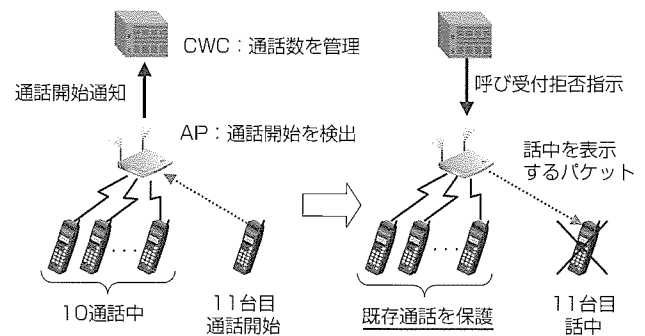 CWC：通話数を管理
通話開始通知
AP：通話開始を検出
10通話中
11台目
通話開始
呼び受付拒否指示
話中を表示
するパケット
既存通話を保護
11台目
話中